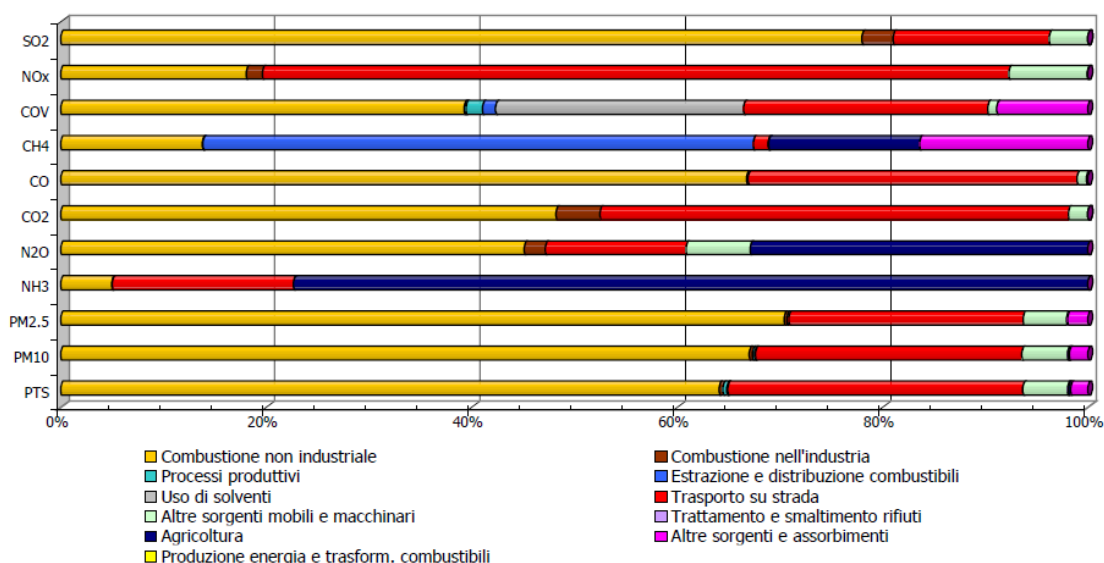 SO2
NOx
COV
CH4
CO
CO2
N2O
NH3
PM2.5
PM10
PTS
0% 20% 40% 60% 80% 100%
Combustione non industriale Combustione nell'industria
Processi produttivi Estrazione e distribuzione combustibili
Uso di solventi Trasporto su strada
Altre sorgenti mobili e macchinari Trattamento e smaltimento rifiuti
Agricoltura Altre sorgenti e assorbimenti
Produzione energia e trasform. combustibili